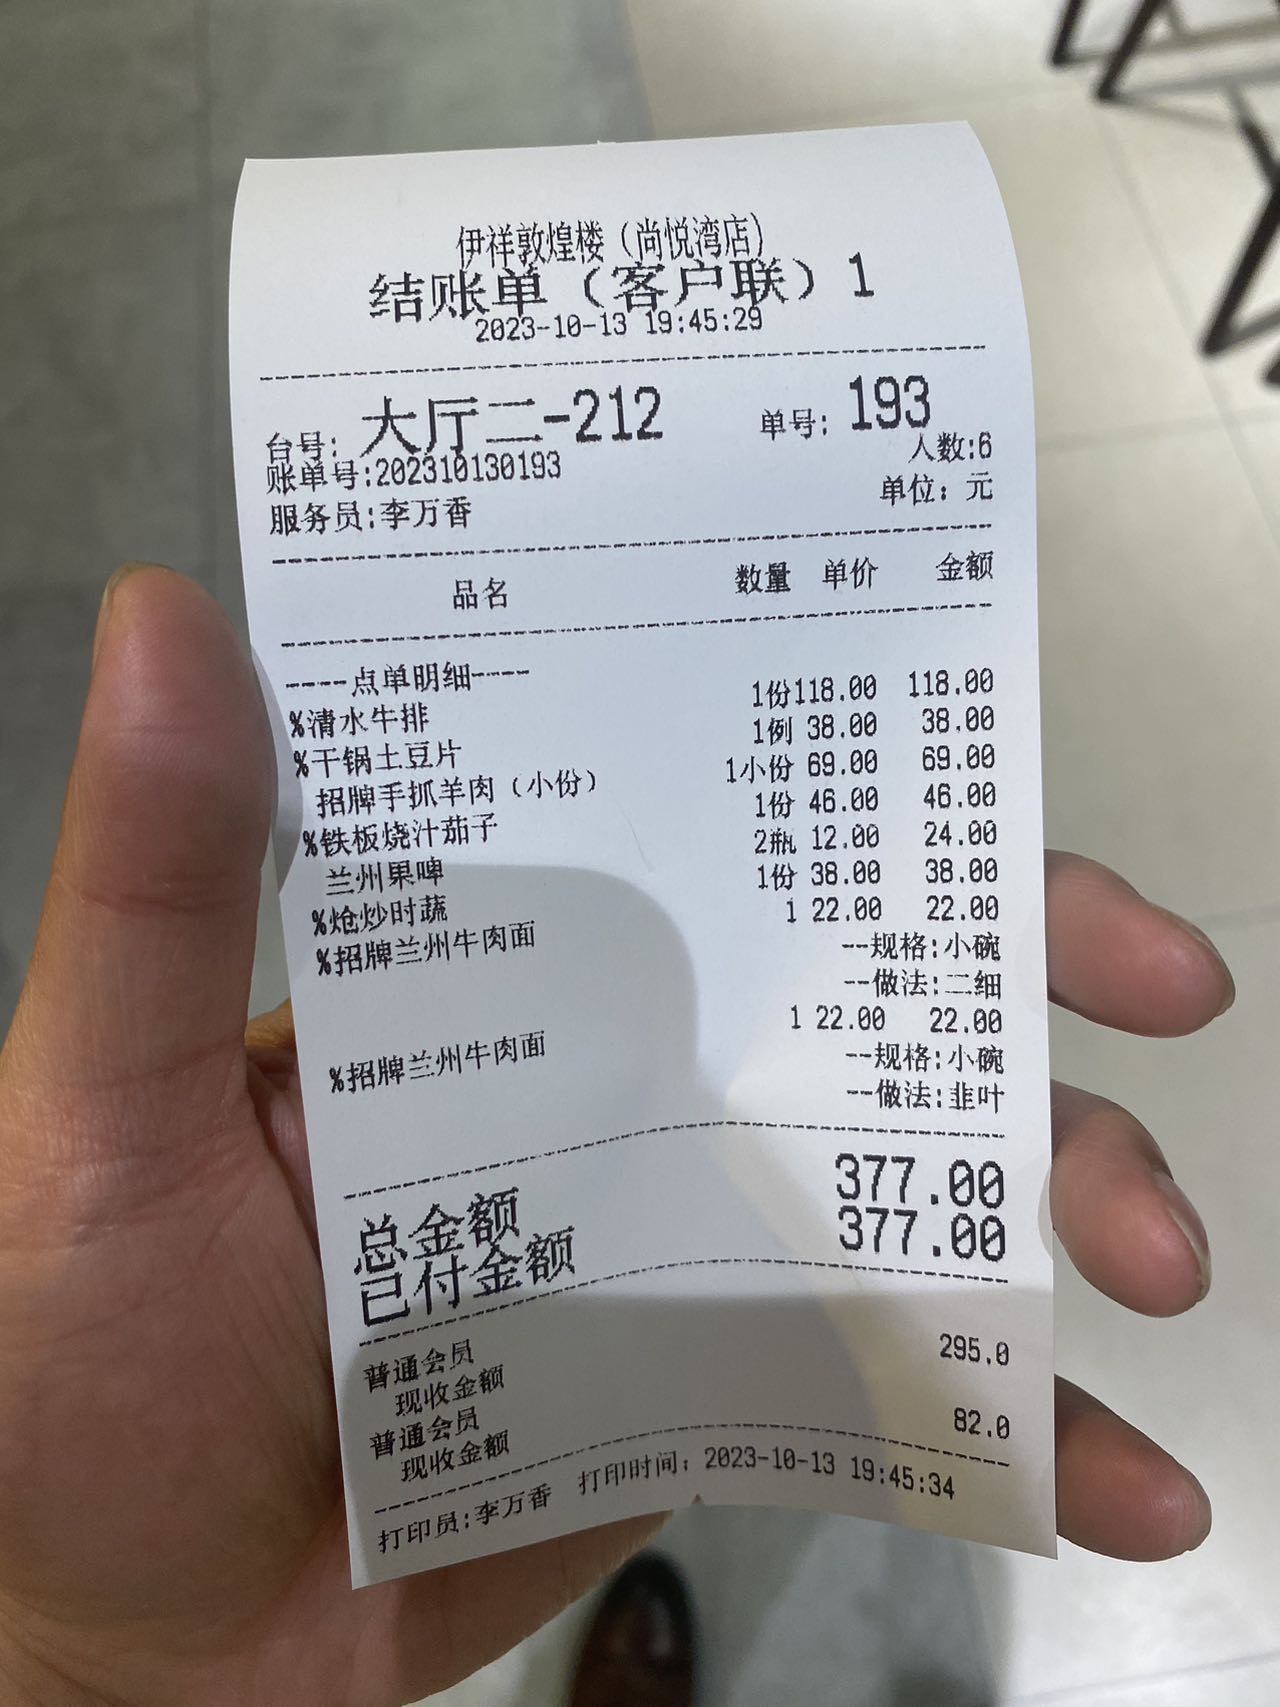 伊祥敦煌楼（尚悦湾店）
结账单（客户联）1
2023-10-13 19:45:29
台号: 大厅二-212 单号: 193
账单号:202310130193 人数:6
服务员:李万香 单位: 元
品名 数量 单价 金额
----点单明细----
%清水牛排 1份 118.00 118.00
%干锅土豆片 1例 38.00 38.00
招牌手抓羊肉（小份） 1小份 69.00 69.00
%铁板烧汁茄子 1份 46.00 46.00
兰州果啤 2瓶 12.00 24.00
%炝炒时蔬 1份 38.00 38.00
%招牌兰州牛肉面 1 22.00 22.00
--规格:小碗
--做法:二细
%招牌兰州牛肉面 1 22.00 22.00
--规格:小碗
--做法:韭叶
总金额 377.00
已付金额 377.00
普通会员 295.0
现收金额
普通会员 82.0
现收金额
打印员:李万香 打印时间: 2023-10-13 19:45:34